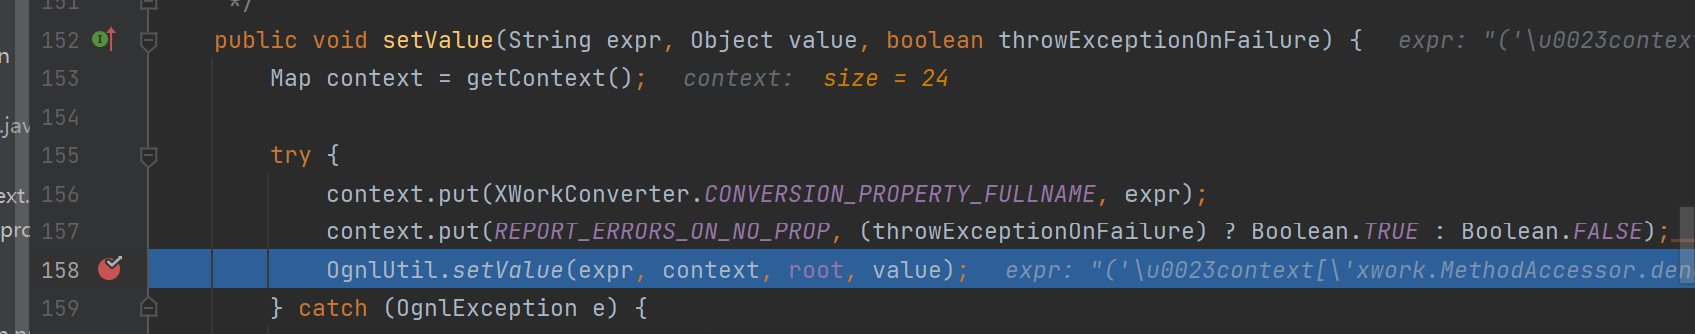 151 */
152 public void setValue(String expr, Object value, boolean throwExceptionOnFailure) { expr: "('\u0023context
153 Map context = getContext(); context: size = 24
154
.jav
155 try {
156 context.put(XWorkConverter.CONVERSION_PROPERTY_FULLNAME, expr);
ext.
157 context.put(REPORT_ERRORS_ON_NO_PROP, (throwExceptionOnFailure) ? Boolean.TRUE : Boolean.FALSE);
pro
158 OgnlUtil.setValue(expr, context, root, value); expr: "('\u0023context[\'xwork.MethodAccessor.den
159 } catch (OgnlException e) {